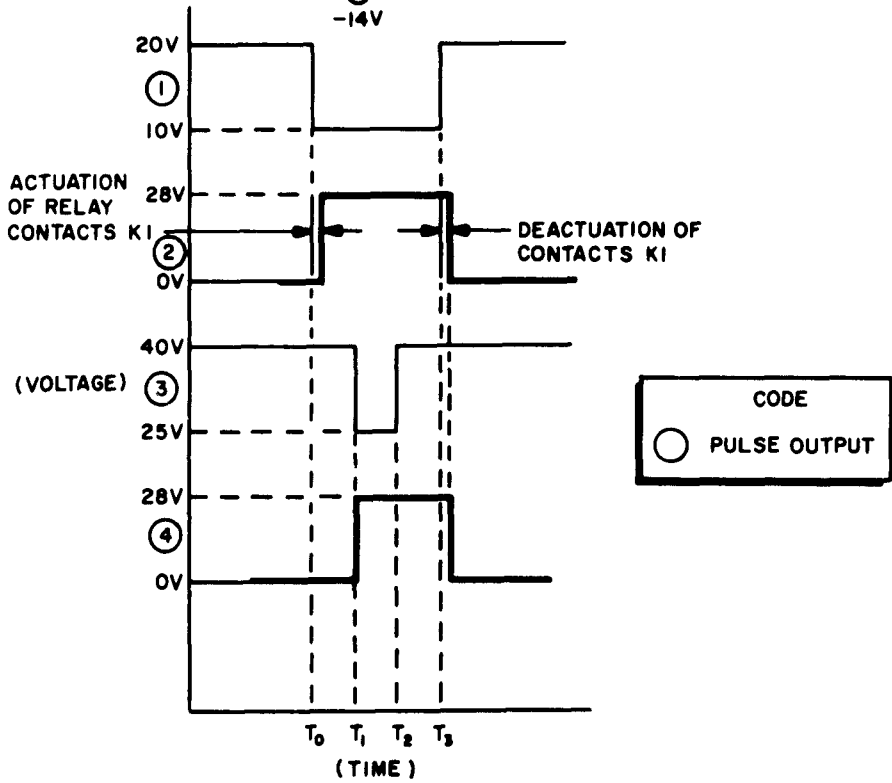 -14V
20V
1
10V
ACTUATION
OF RELAY
CONTACTS K1
28V
2
DEACTUATION OF
CONTACTS K1
0V
40V
(VOLTAGE)
3
25V
CODE
PULSE OUTPUT
28V
4
0V
T0 T1 T2 T3
(TIME)